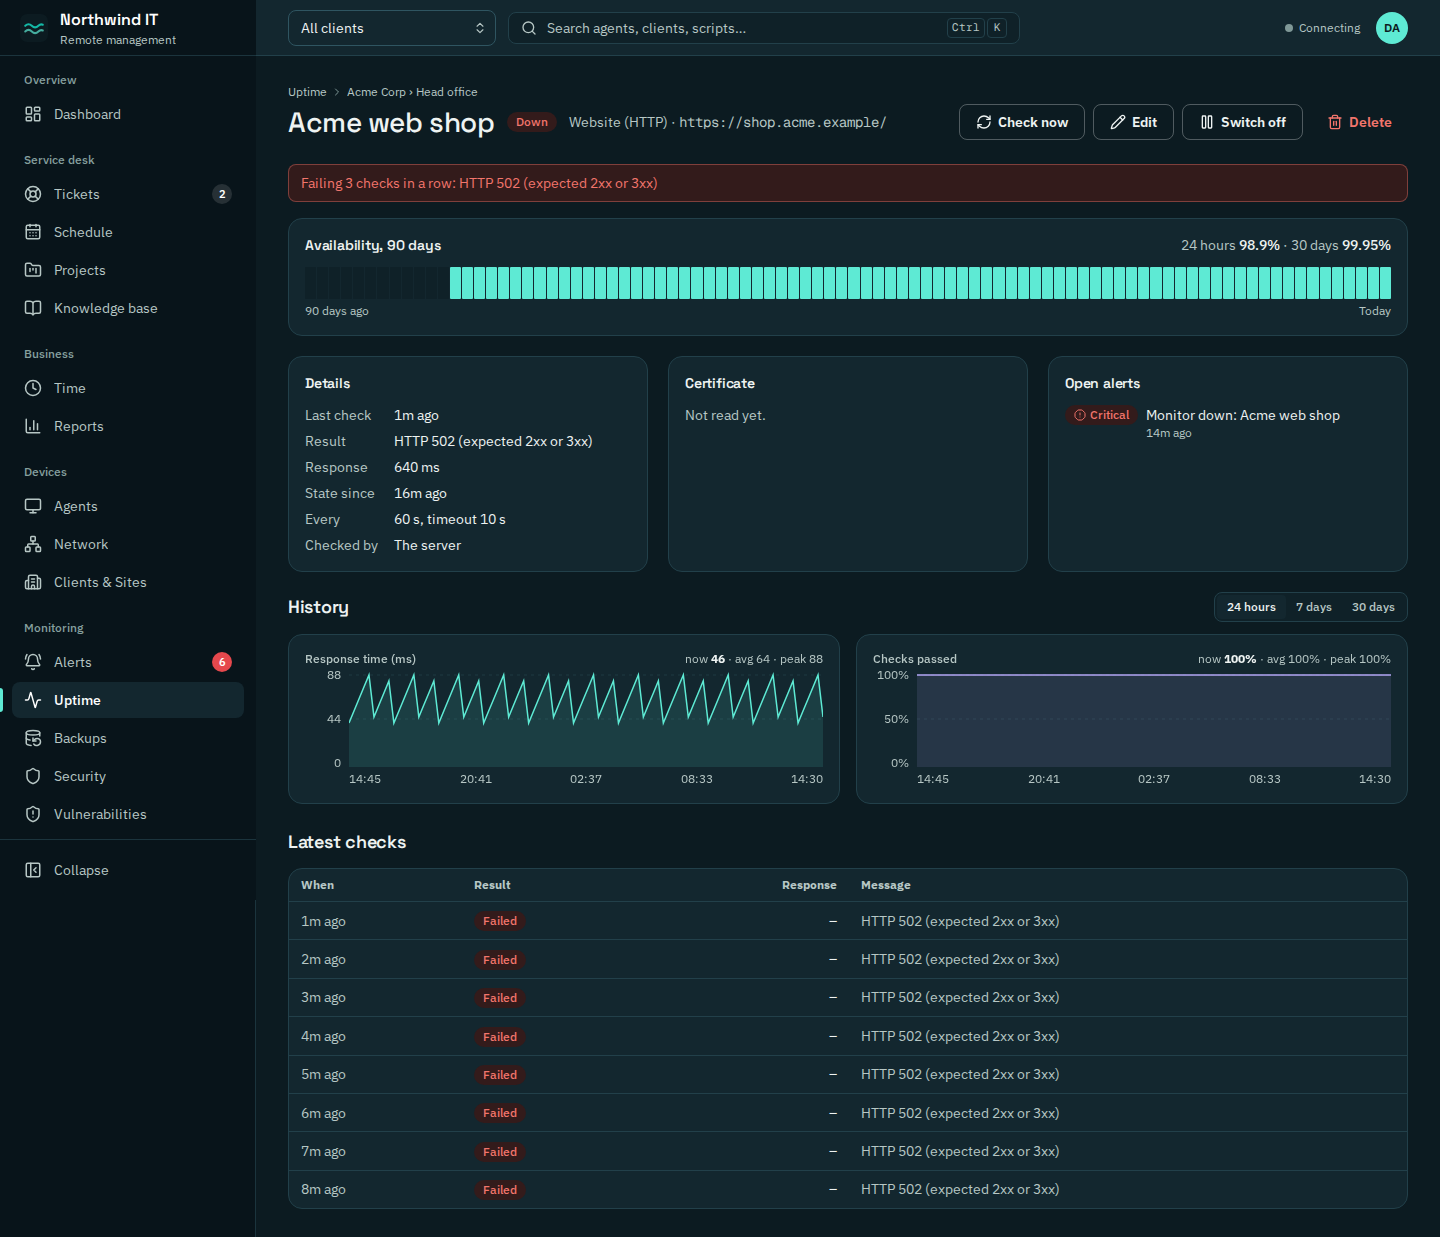 Northwind IT
Remote management
All clients
Search agents, clients, scripts...
Ctrl K
Connecting
DA
Overview
Dashboard
Service desk
Tickets 2
Schedule
Projects
Knowledge base
Business
Time
Reports
Devices
Agents
Network
Clients & Sites
Monitoring
Alerts 6
Uptime
Backups
Security
Vulnerabilities
Collapse
Uptime › Acme Corp › Head office
Acme web shop Down Website (HTTP) · https://shop.acme.example/
Check now Edit Switch off Delete
Failing 3 checks in a row: HTTP 502 (expected 2xx or 3xx)
Availability, 90 days 24 hours 98.9% · 30 days 99.95%
90 days ago Today
Details
Last check 1m ago
Result HTTP 502 (expected 2xx or 3xx)
Response 640 ms
State since 16m ago
Every 60 s, timeout 10 s
Checked by The server
Certificate
Not read yet.
Open alerts
Critical Monitor down: Acme web shop
14m ago
History 24 hours 7 days 30 days
Response time (ms) now 46 · avg 64 · peak 88
88
44
0
14:45 20:41 02:37 08:33 14:30
Checks passed now 100% · avg 100% · peak 100%
100%
50%
0%
14:45 20:41 02:37 08:33 14:30
Latest checks
When Result Response Message
1m ago Failed – HTTP 502 (expected 2xx or 3xx)
2m ago Failed – HTTP 502 (expected 2xx or 3xx)
3m ago Failed – HTTP 502 (expected 2xx or 3xx)
4m ago Failed – HTTP 502 (expected 2xx or 3xx)
5m ago Failed – HTTP 502 (expected 2xx or 3xx)
6m ago Failed – HTTP 502 (expected 2xx or 3xx)
7m ago Failed – HTTP 502 (expected 2xx or 3xx)
8m ago Failed – HTTP 502 (expected 2xx or 3xx)